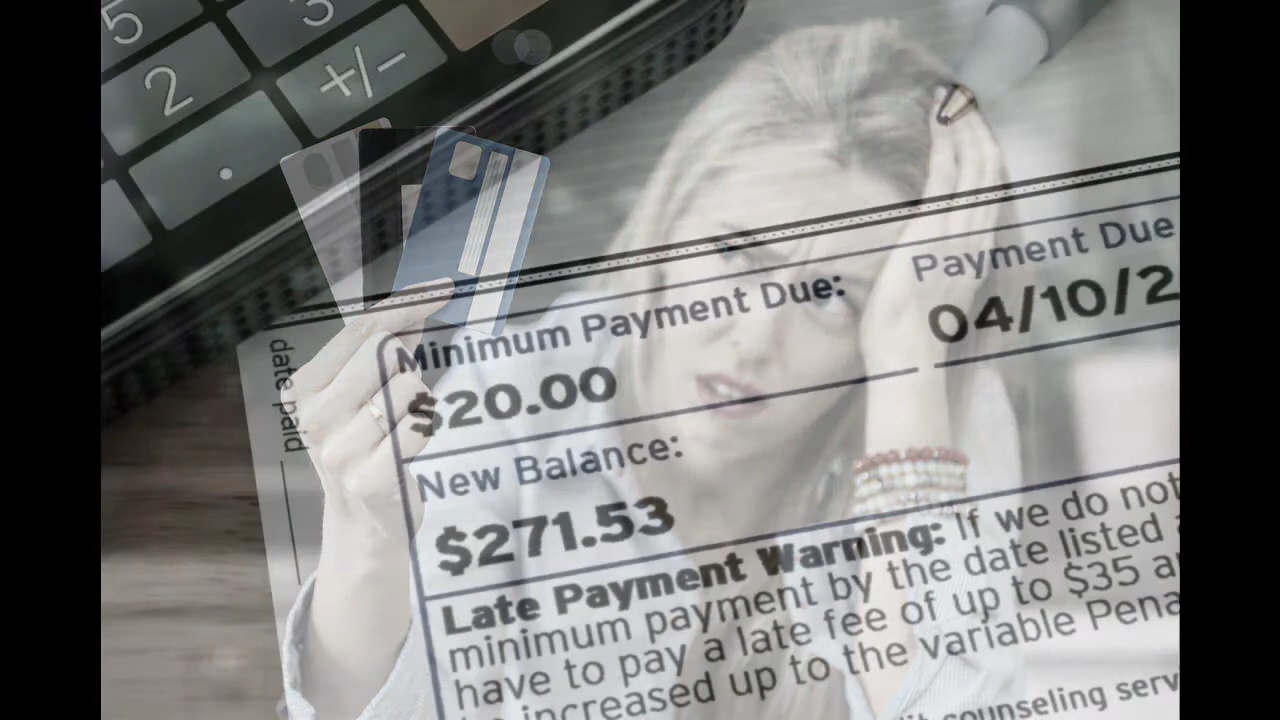 5
3
2
+/-
.
date paid
Minimum Payment Due:
$20.00
Payment Due
04/10/2
New Balance:
$271.53
Late Payment Warning: If we do not
minimum payment by the date listed
have to pay a late fee of up to $35 a
be increased up to the variable Pena
counseling serv